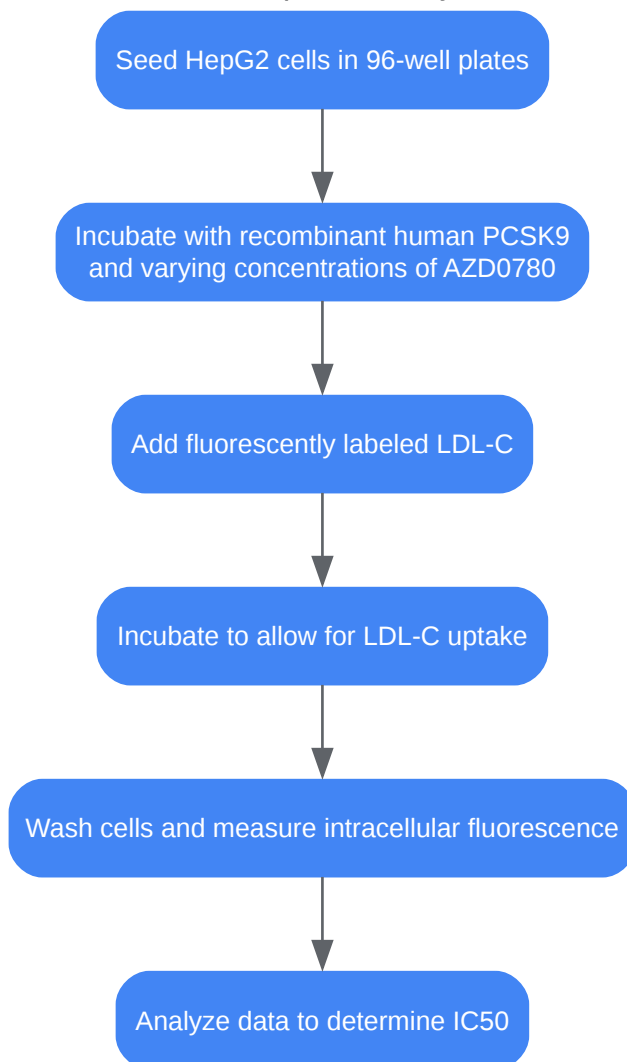 Seed HepG2 cells in 96-well plates
Incubate with recombinant human PCSK9
and varying concentrations of AZD0780
Add fluorescently labeled LDL-C
Incubate to allow for LDL-C uptake
Wash cells and measure intracellular fluorescence
Analyze data to determine IC50